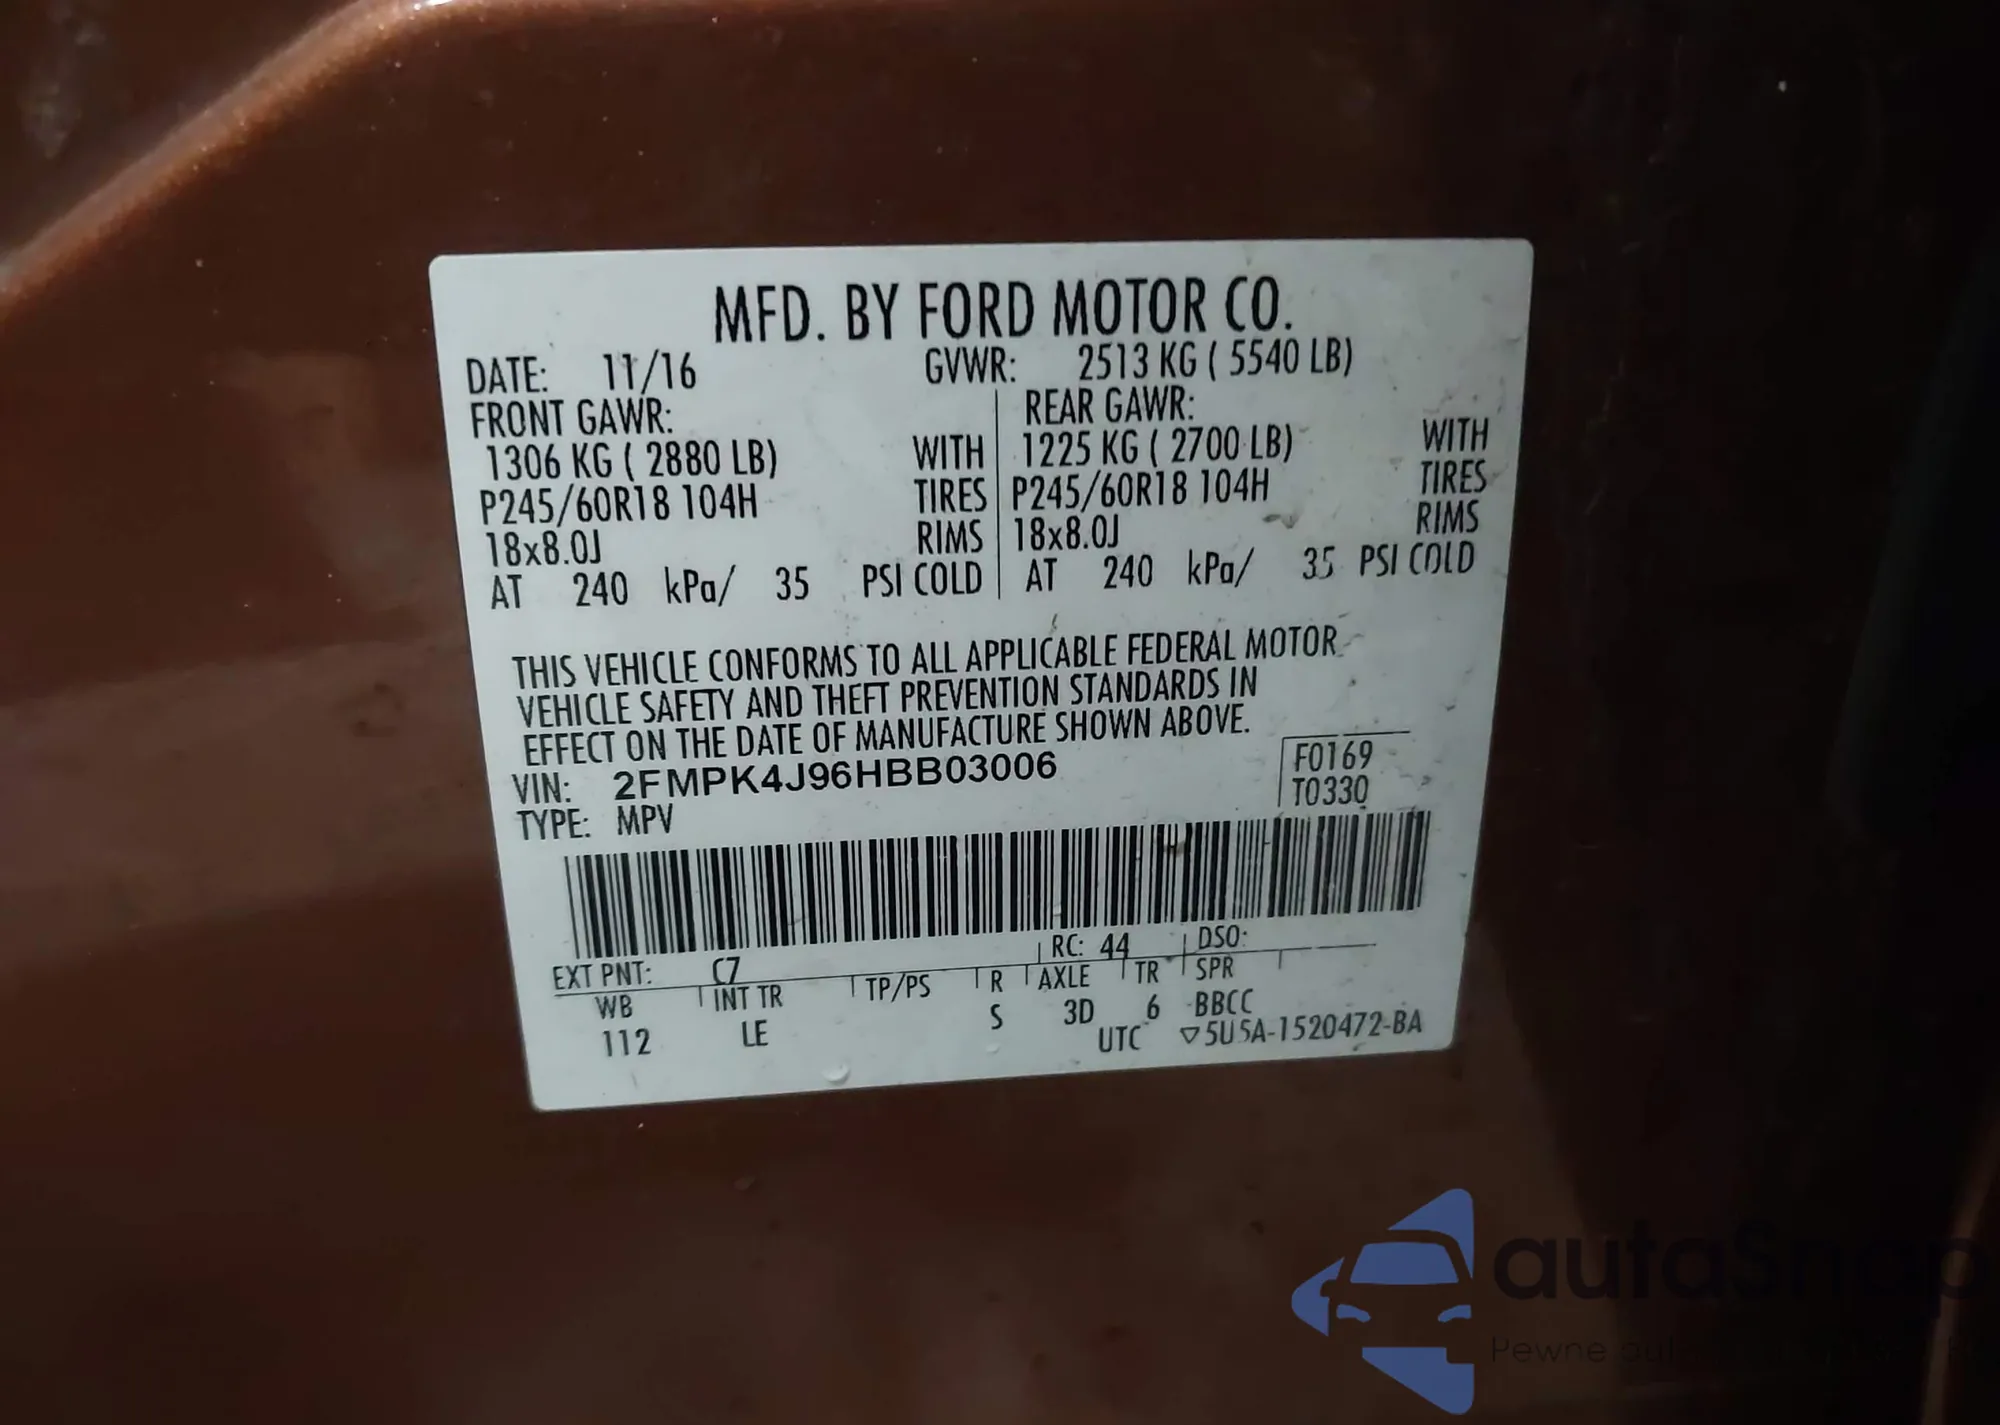 MFD. BY FORD MOTOR CO.
DATE: 11/16 GVWR: 2513 KG ( 5540 LB)
FRONT GAWR: REAR GAWR:
1306 KG ( 2880 LB) WITH 1225 KG ( 2700 LB) WITH
P245/60R18 104H TIRES P245/60R18 104H TIRES
18x8.0J RIMS 18x8.0J RIMS
AT 240 kPa/ 35 PSI COLD AT 240 kPa/ 35 PSI COLD
THIS VEHICLE CONFORMS TO ALL APPLICABLE FEDERAL MOTOR
VEHICLE SAFETY AND THEFT PREVENTION STANDARDS IN
EFFECT ON THE DATE OF MANUFACTURE SHOWN ABOVE.
VIN: 2FMPK4J96HBB03006 F0169
TYPE: MPV T0330
EXT PNT: C7 RC: 44 DSO:
WB INT TR TP/PS R AXLE TR SPR
112 LE S 3D 6 BBCC
UTC ▽5U5A-1520472-BA
autaSnap
Pewne